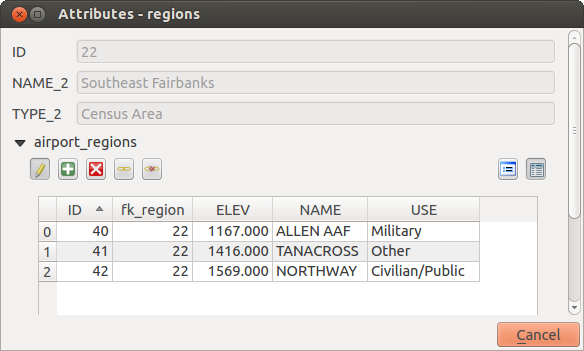 Attributes - regions
ID 22
NAME_2 Southeast Fairbanks
TYPE_2 Census Area
airport_regions
ID fk_region ELEV NAME USE
0 40 22 1167.000 ALLEN AAF Military
1 41 22 1416.000 TANACROSS Other
2 42 22 1569.000 NORTHWAY Civilian/Public
Cancel